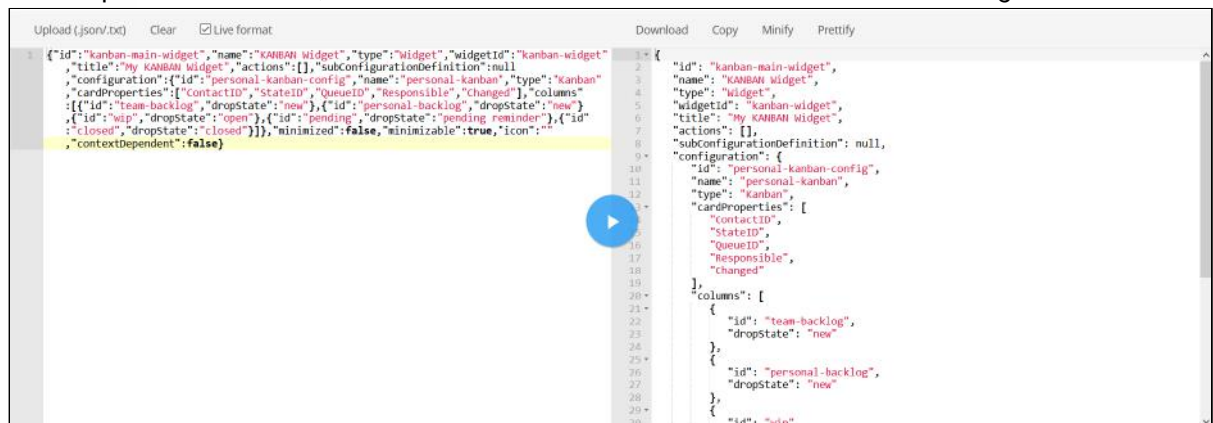 Upload (.json/.txt) Clear Live format
1 {"id":"kanban-main-widget","name":"KANBAN Widget","type":"Widget","widgetId":"kanban-widget"
,"title":"My KANBAN Widget","actions":[],"subConfigurationDefinition":null
,"configuration":{"id":"personal-kanban-config","name":"personal-kanban","type":"Kanban"
,"cardProperties":["ContactID","StateID","QueueID","Responsible","Changed"],"columns"
:[{"id":"team-backlog","dropState":"new"},{"id":"personal-backlog","dropState":"new"}
,{"id":"wip","dropState":"open"},{"id":"pending","dropState":"pending reminder"},{"id"
:"closed","dropState":"closed"}]},"minimized":false,"minimizable":true,"icon":""
,"contextDependent":false}
Download Copy Minify Prettify
1 {
2 "id": "kanban-main-widget",
3 "name": "KANBAN Widget",
4 "type": "Widget",
5 "widgetId": "kanban-widget",
6 "title": "My KANBAN Widget",
7 "actions": [],
8 "subConfigurationDefinition": null,
9 "configuration": {
10 "id": "personal-kanban-config",
11 "name": "personal-kanban",
12 "type": "Kanban",
"cardProperties": [
"ContactID",
"StateID",
16 "QueueID",
17 "Responsible",
18 "Changed"
19 ],
20 "columns": [
21 {
22 "id": "team-backlog",
23 "dropState": "new"
24 },
25 {
26 "id": "personal-backlog",
27 "dropState": "new"
28 },
29 {
"id": "wip"